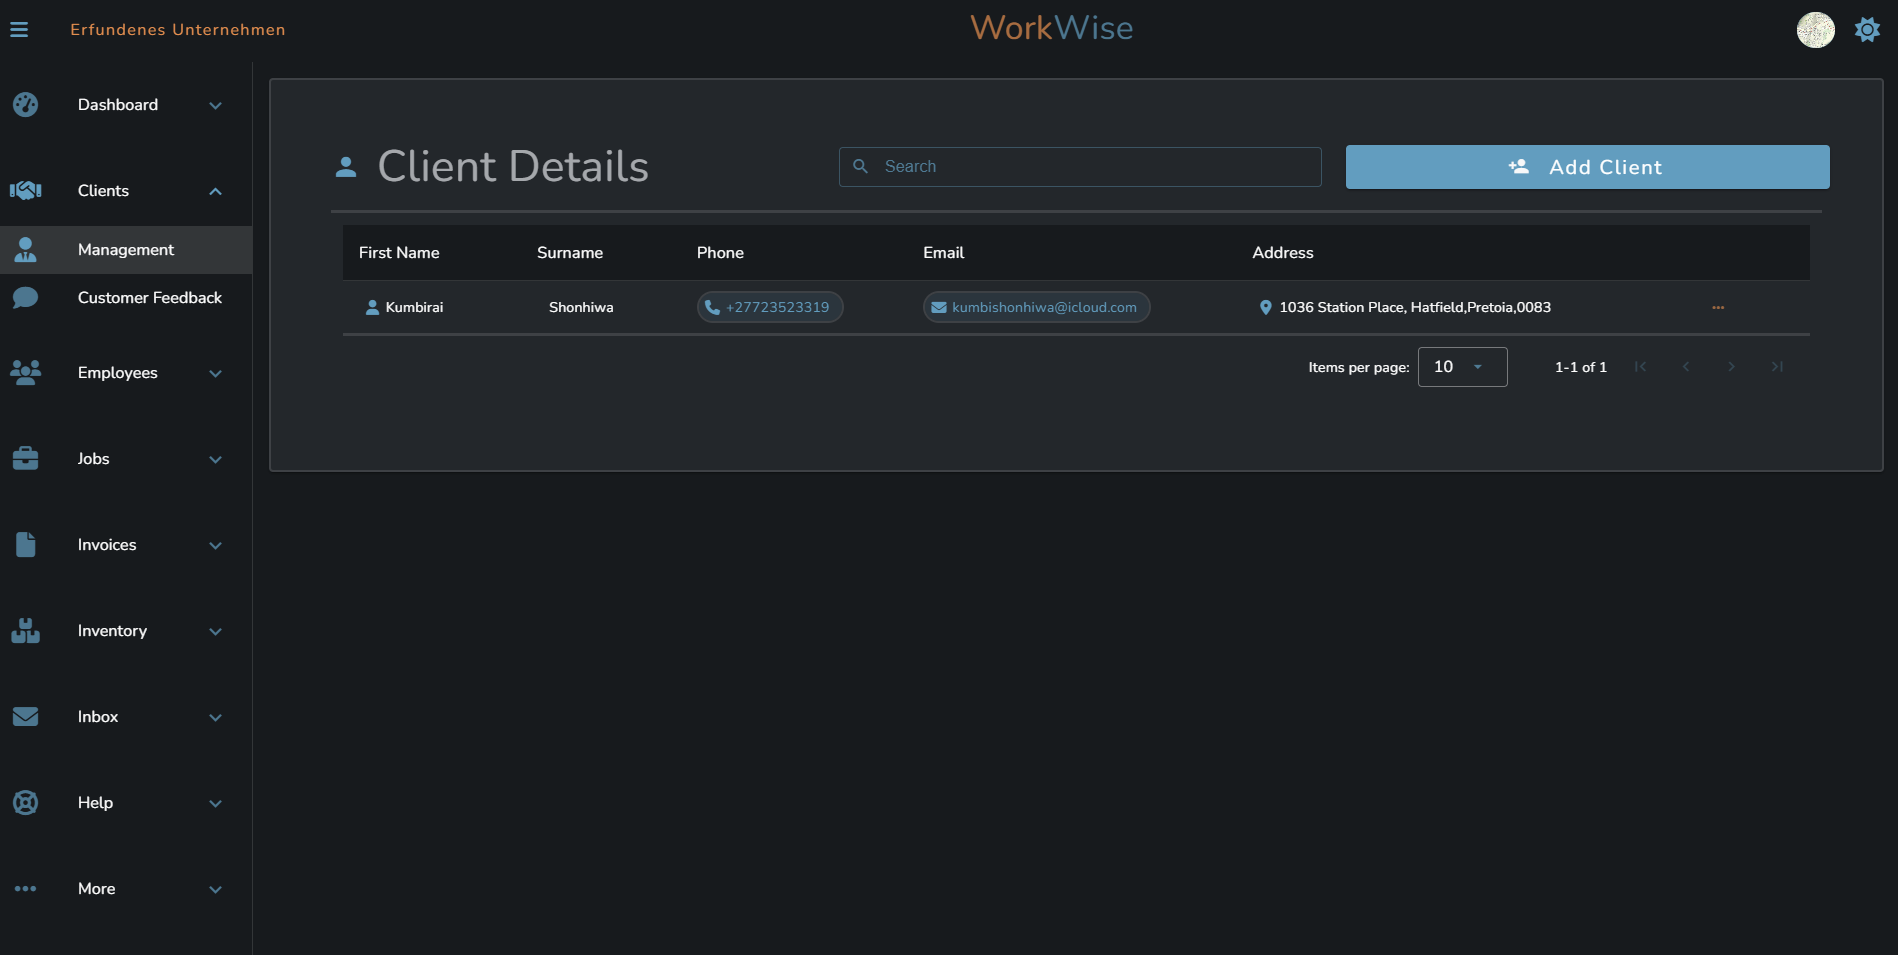 Erfundenes Unternehmen
WorkWise
Dashboard
Clients
Management
Customer Feedback
Employees
Jobs
Invoices
Inventory
Inbox
Help
More
Client Details
Search
Add Client
First Name Surname Phone Email Address
Kumbirai Shonhiwa +27723523319 kumbishonhiwa@icloud.com 1036 Station Place, Hatfield,Pretoia,0083
Items per page: 10 1-1 of 1